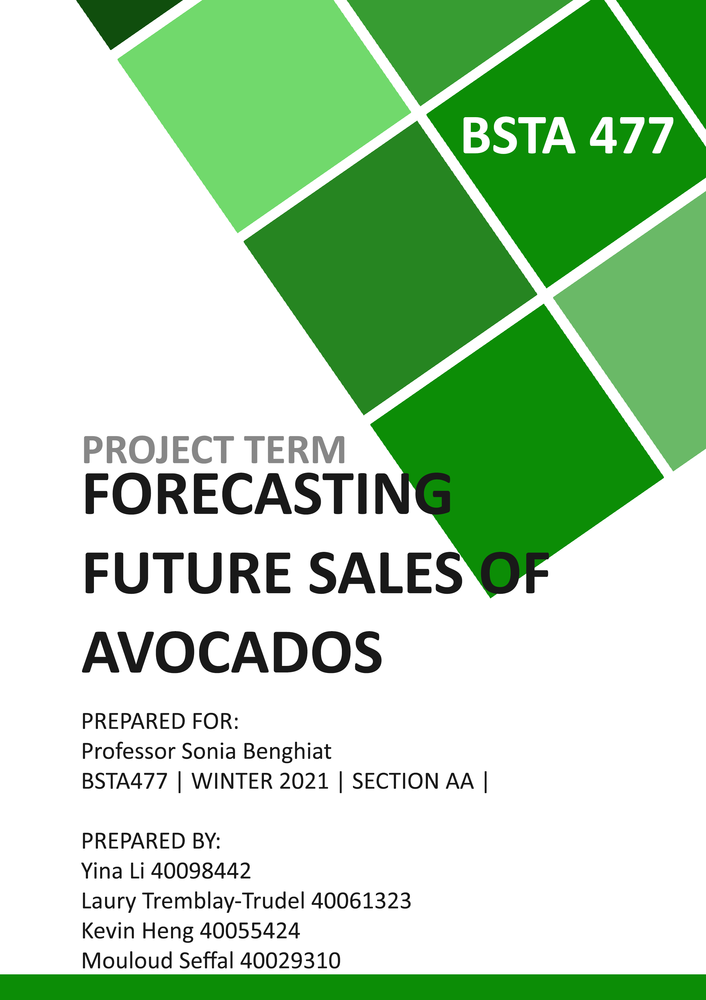 BSTA 477
PROJECT TERM
FORECASTING
FUTURE SALES OF
AVOCADOS
PREPARED FOR:
Professor Sonia Benghiat
BSTA477 | WINTER 2021 | SECTION AA |
PREPARED BY:
Yina Li 40098442
Laury Tremblay-Trudel 40061323
Kevin Heng 40055424
Mouloud Seffal 40029310